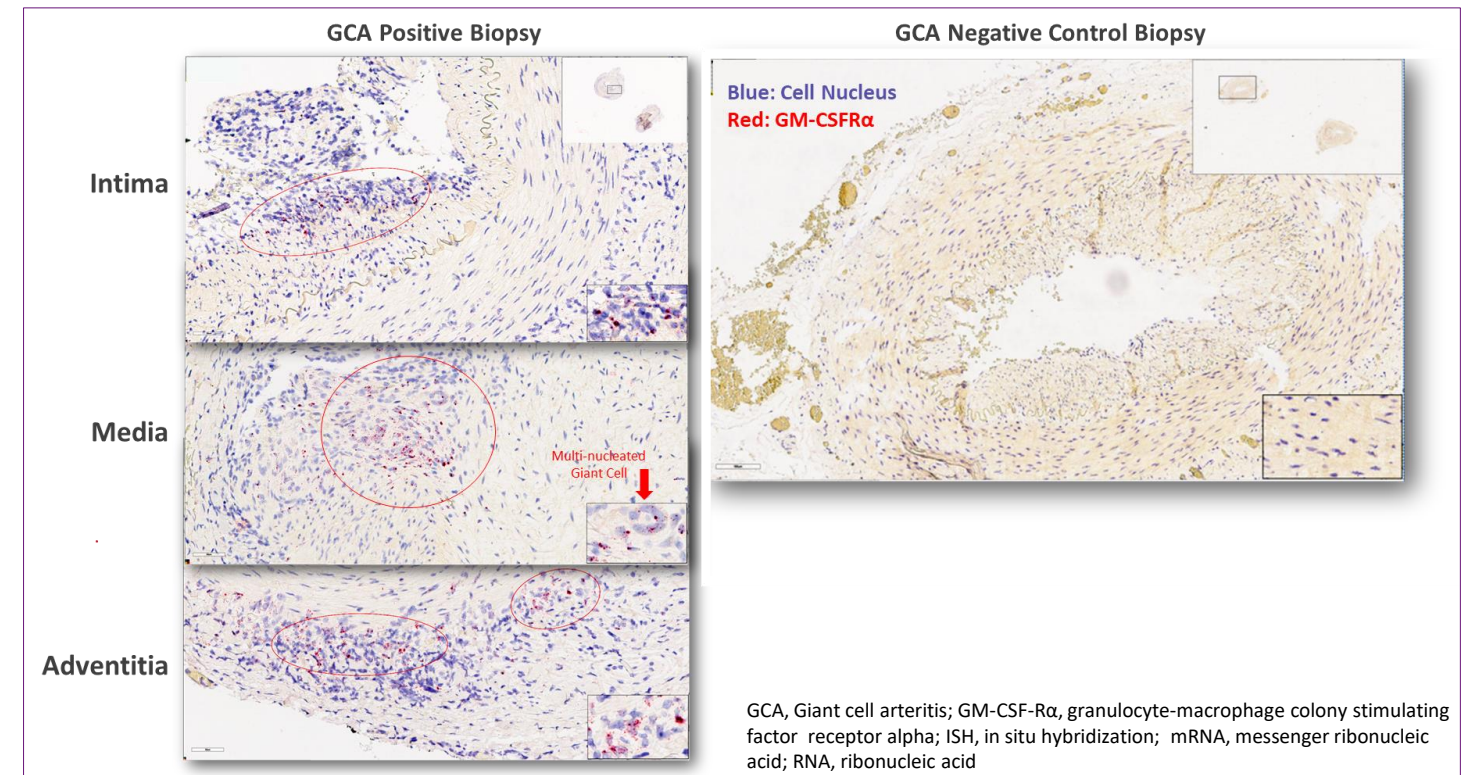 GCA Positive Biopsy
GCA Negative Control Biopsy
Intima
Blue: Cell Nucleus
Red: GM-CSFRα
Media
Multi-nucleated
Giant Cell
Adventitia
GCA, Giant cell arteritis; GM-CSF-Rα, granulocyte-macrophage colony stimulating
factor receptor alpha; ISH, in situ hybridization; mRNA, messenger ribonucleic
acid; RNA, ribonucleic acid